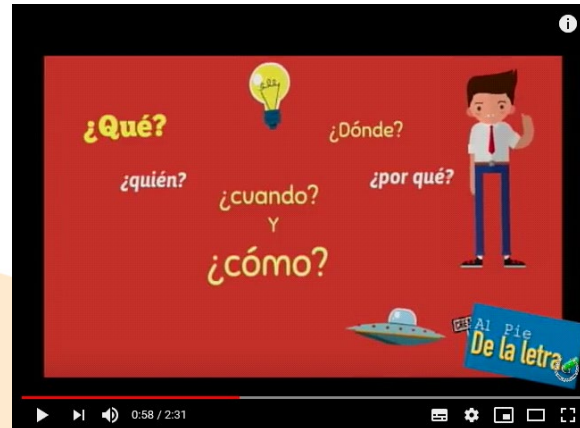 ¿Qué?
¿Dónde?
¿quién?
¿por qué?
¿cuando?
Y
¿cómo?
Al Pie
De la letra
0:58 / 2:31